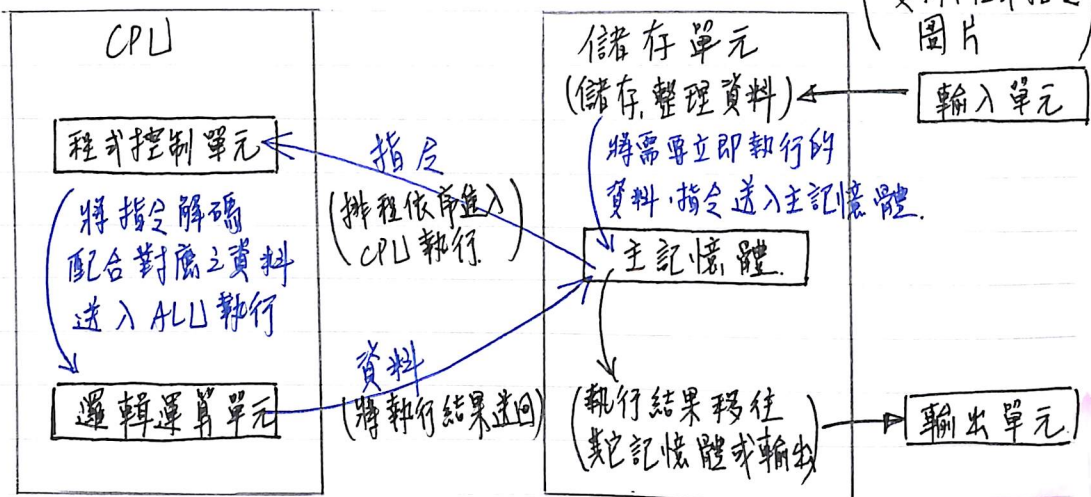 CPU
程式控制單元
將指令解碼
配合對應之資料
送入ALU執行
邏輯運算單元
指令
(排程依序進入
CPU執行)
資料
(將執行結果送回)
儲存單元
(儲存,整理資料)
將需要立即執行的
資料,指令送入主記憶體.
主記憶體.
(執行結果移往
其它記憶體或輸出)
圖片
輸入單元
輸出單元